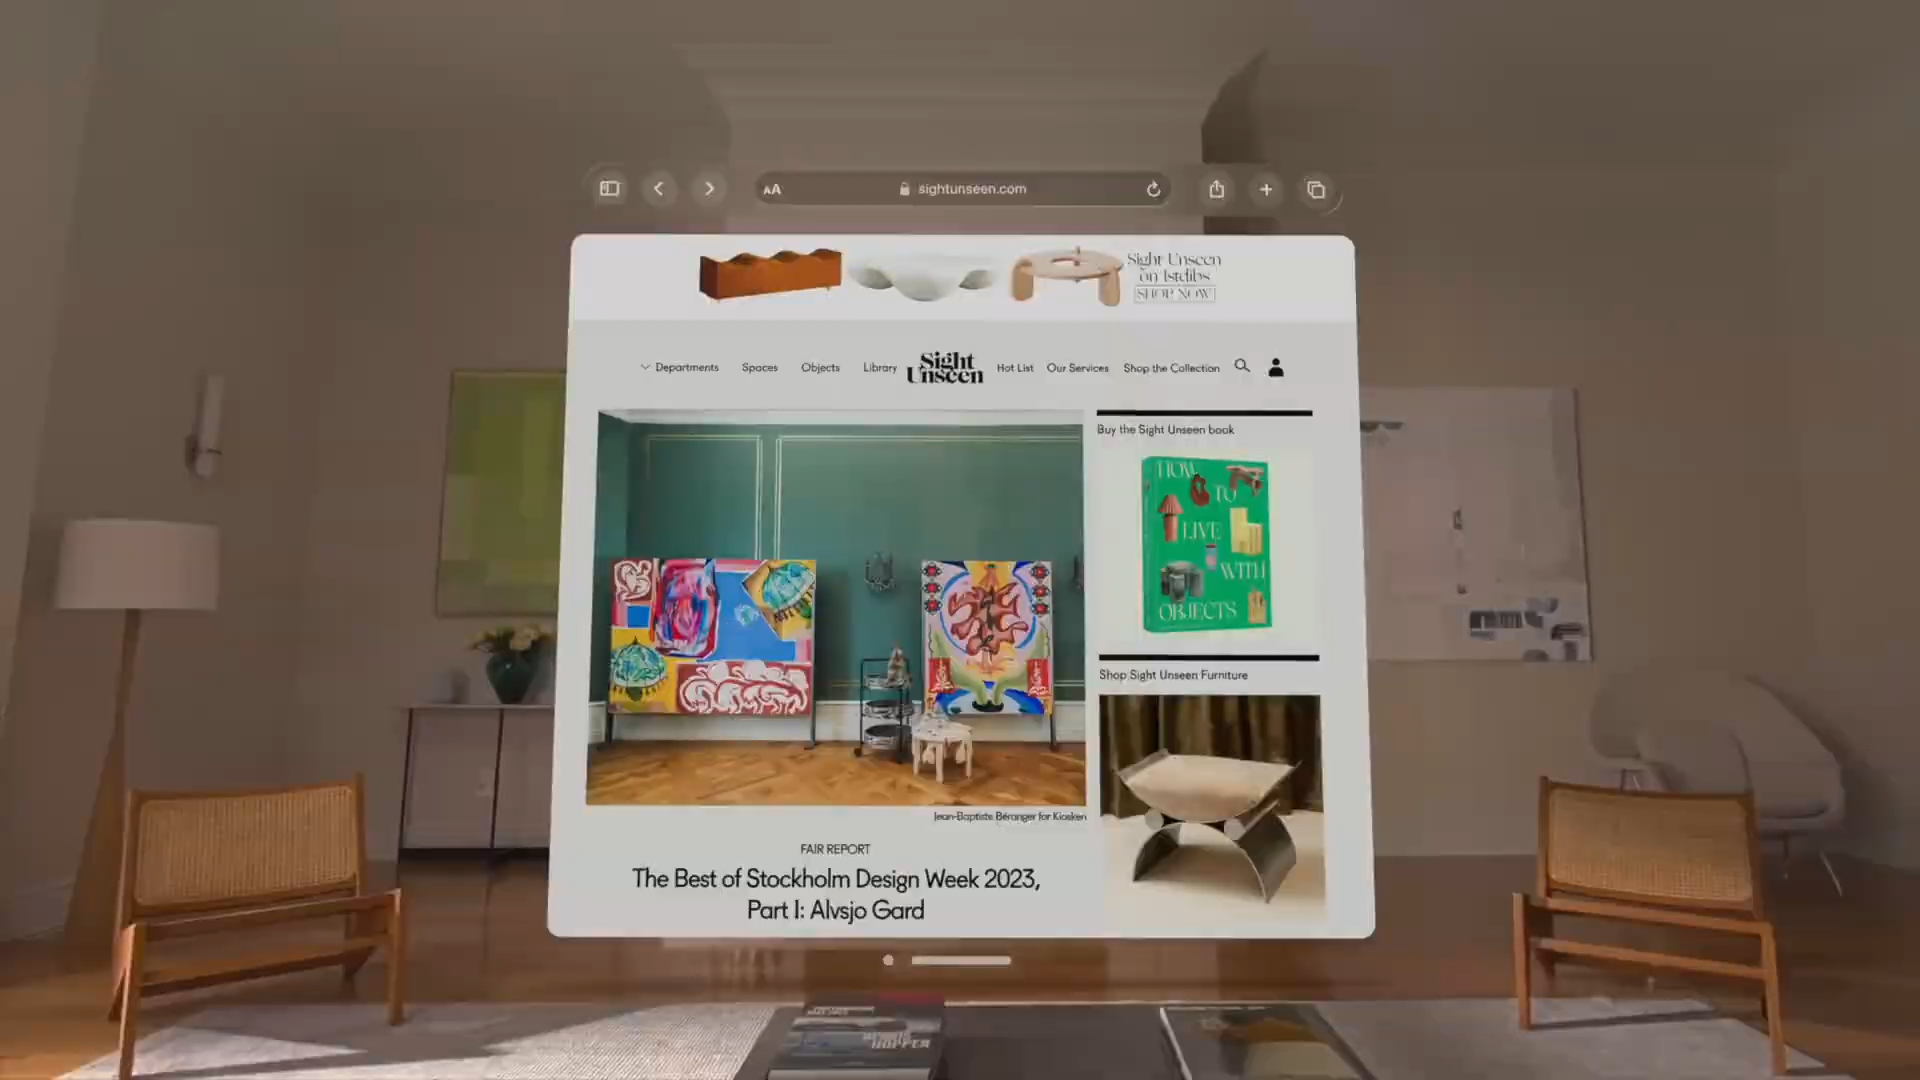 AA
sightunseen.com
Sight Unseen
on 1stdibs
SHOP NOW
Departments
Spaces
Objects
Library
Sight
Unseen
Hot List
Our Services
Shop the Collection
Buy the Sight Unseen book
HOW
TO
LIVE
WITH
OBJECTS
Shop Sight Unseen Furniture
Jean-Baptiste Béranger for Kiosken
FAIR REPORT
The Best of Stockholm Design Week 2023,
Part I: Alvsjo Gard
HOPPER